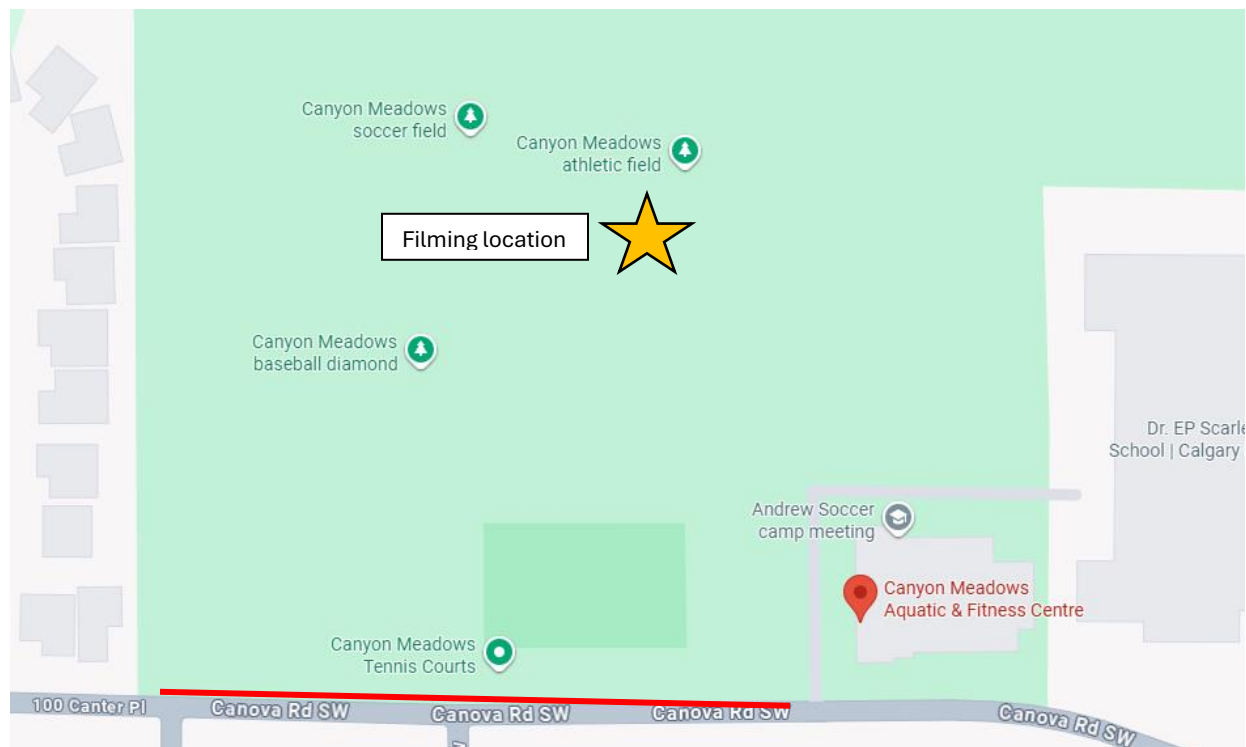 Canyon Meadows
soccer field
Canyon Meadows
athletic field
Filming location
Canyon Meadows
baseball diamond
Dr. EP Scarle
School | Calgary
Andrew Soccer
camp meeting
Canyon Meadows
Aquatic & Fitness Centre
Canyon Meadows
Tennis Courts
100 Canter Pl
Canova Rd SW
Canova Rd SW
Canova Rd SW
Canova Rd SW